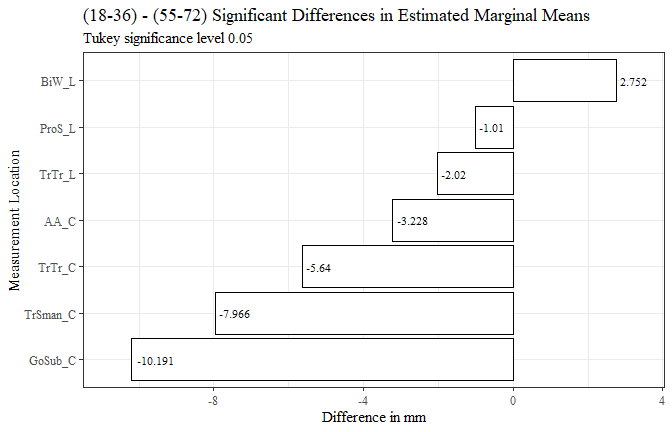 (18-36) - (55-72) Significant Differences in Estimated Marginal Means
Tukey significance level 0.05
Measurement Location
BiW_L
2.752
ProS_L
-1.01
TrTr_L
-2.02
AA_C
-3.228
TrTr_C
-5.64
TrSman_C
-7.966
GoSub_C
-10.191
-8
-4
0
4
Difference in mm